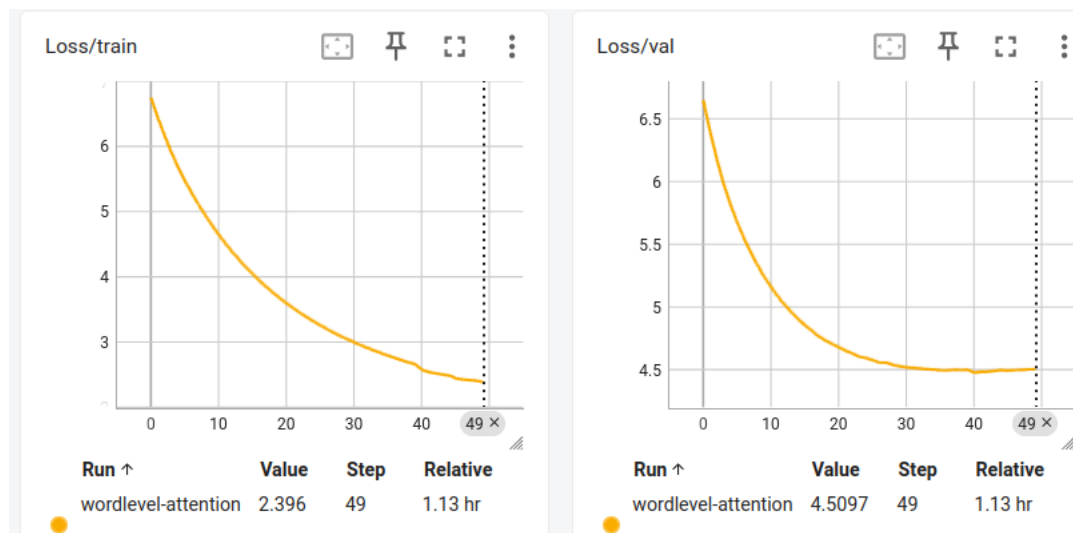 Loss/train
6
5
4
3
0 10 20 30 40 49 ×
Run ↑ Value Step Relative
wordlevel-attention 2.396 49 1.13 hr
Loss/val
6.5
6
5.5
5
4.5
0 10 20 30 40 49 ×
Run ↑ Value Step Relative
wordlevel-attention 4.5097 49 1.13 hr